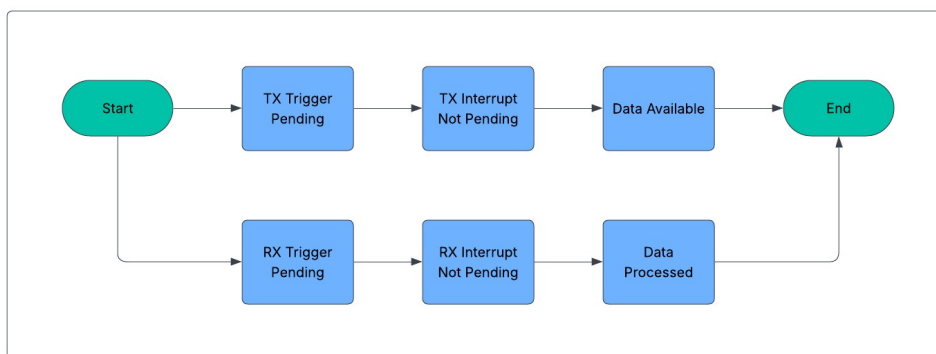 Start
TX Trigger
Pending
TX Interrupt
Not Pending
Data Available
End
RX Trigger
Pending
RX Interrupt
Not Pending
Data
Processed